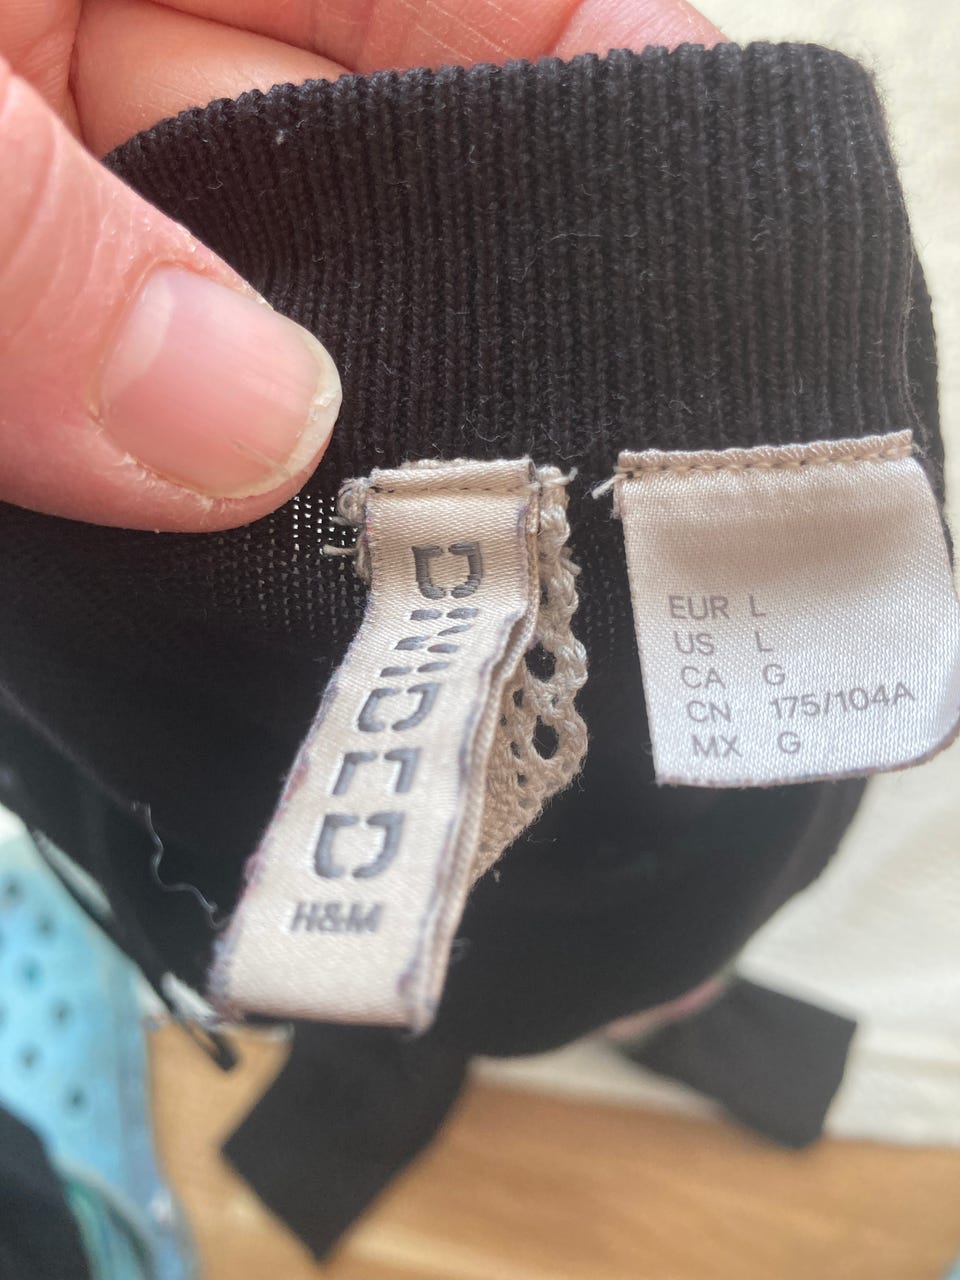 DIVIDED
H&M
EUR L
US L
CA G
CN 175/104A
MX G